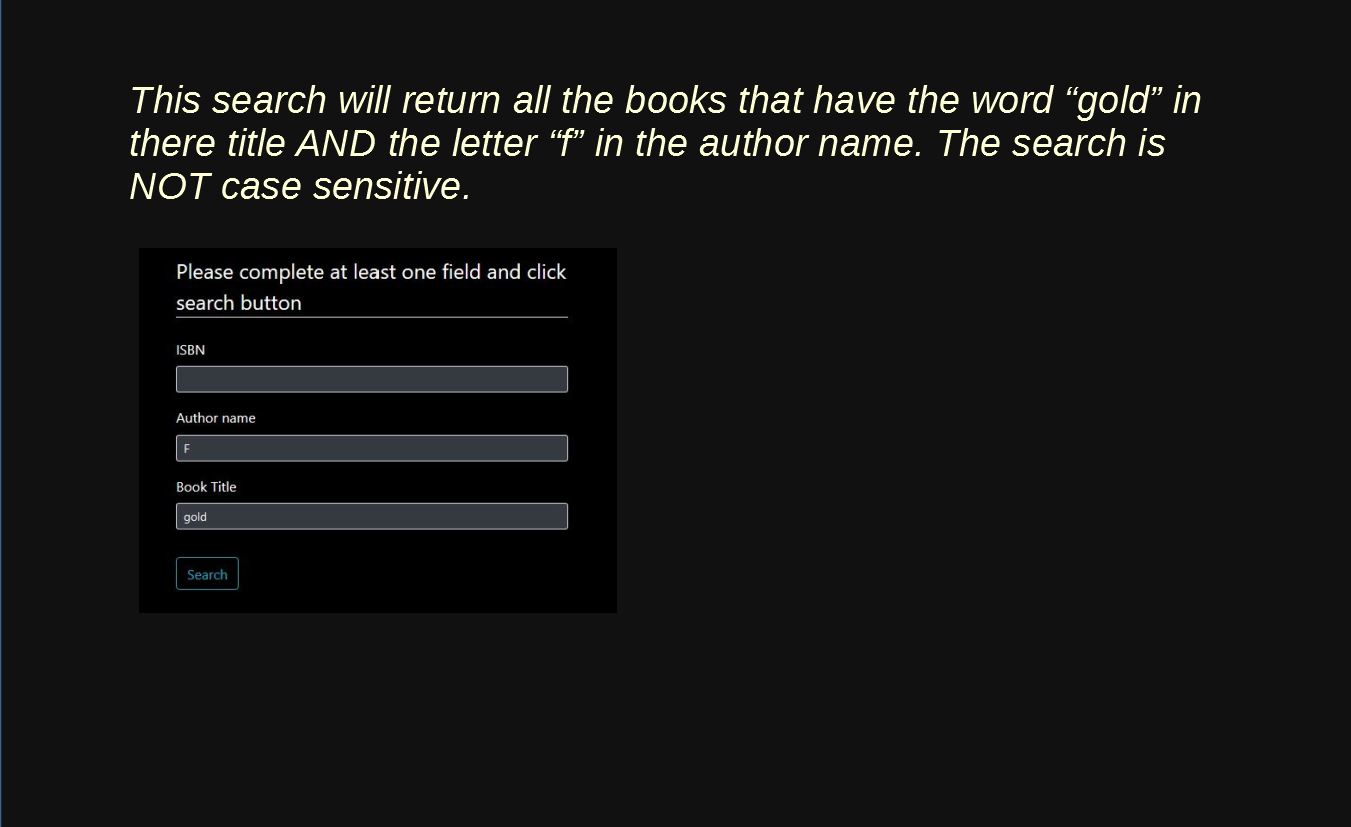 This search will return all the books that have the word “gold” in
there title AND the letter “f” in the author name. The search is
NOT case sensitive.
Please complete at least one field and click
search button
ISBN
Author name
F
Book Title
gold
Search